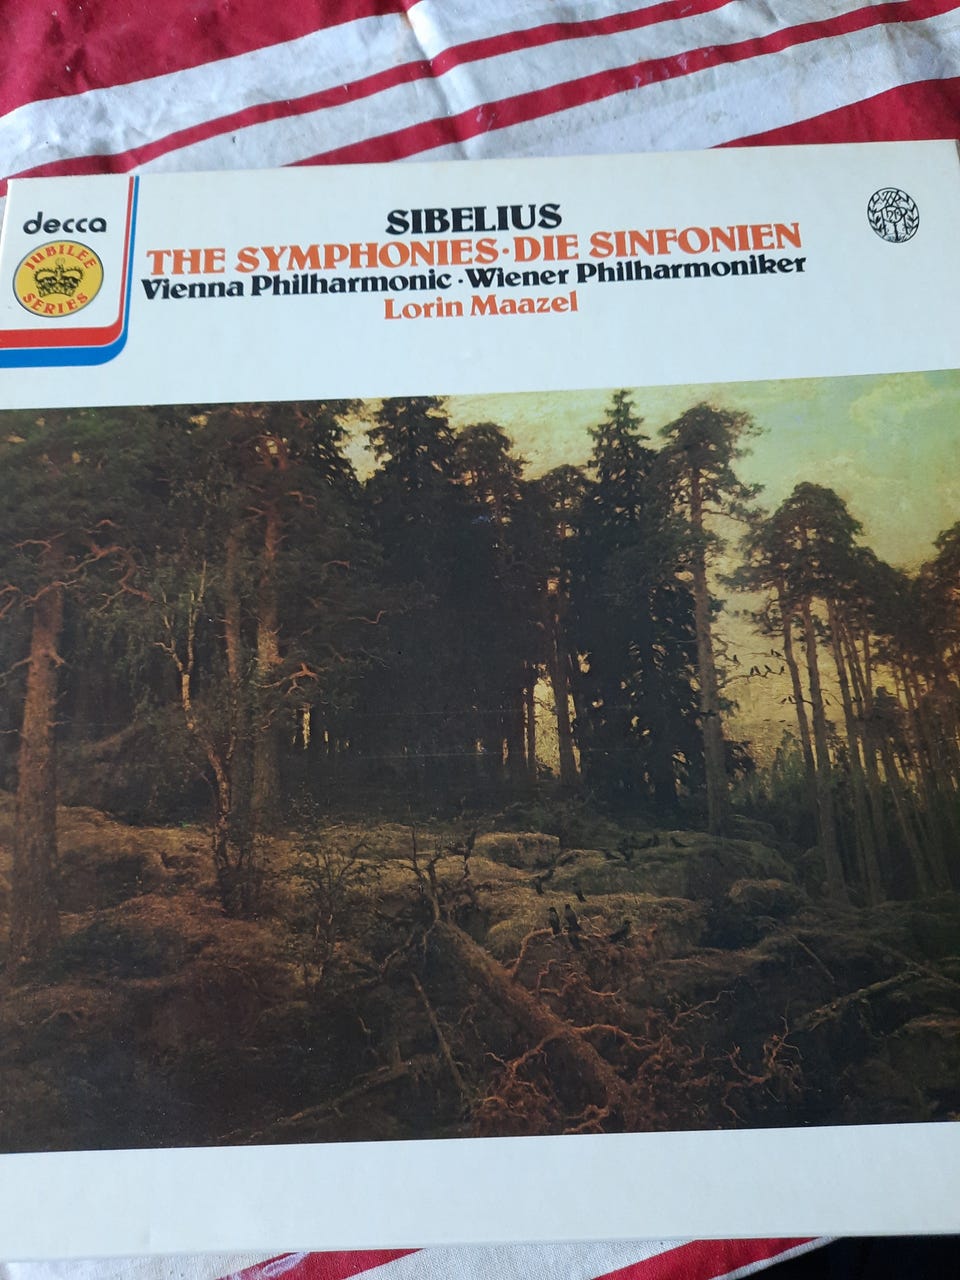 decca
JUBILEE
SERIES
SIBELIUS
THE SYMPHONIES·DIE SINFONIEN
Vienna Philharmonic·Wiener Philharmoniker
Lorin Maazel